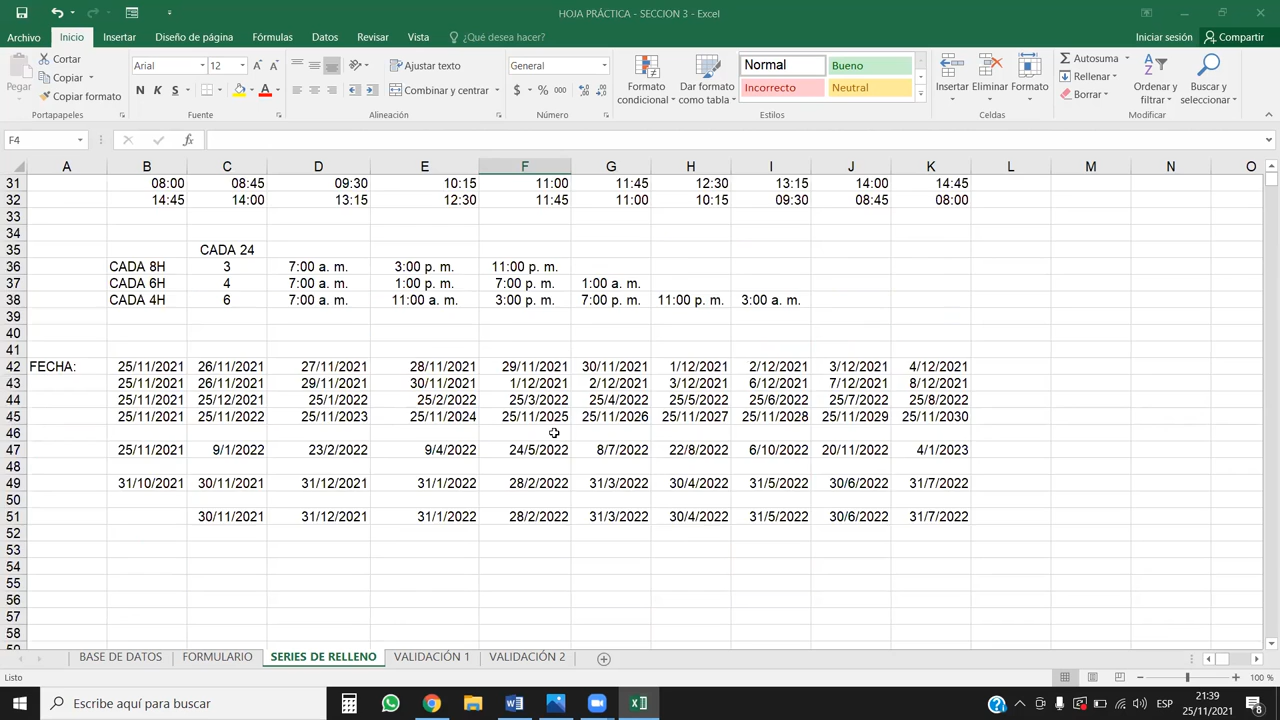 HOJA PRÁCTICA - SECCION 3 - Excel
Archivo Inicio Insertar Diseño de página Fórmulas Datos Revisar Vista ¿Qué desea hacer? Iniciar sesión Compartir
Pegar Cortar Copiar Copiar formato
Arial 12 N K S
Ajustar texto Combinar y centrar
General $ % 000
Formato condicional Dar formato como tabla
Normal Bueno Incorrecto Neutral
Insertar Eliminar Formato
Autosuma Rellenar Borrar Ordenar y filtrar Buscar y seleccionar
Portapapeles Fuente Alineación Número Estilos Celdas Modificar
F4 fx
A B C D E F G H I J K L M N O
31 08:00 08:45 09:30 10:15 11:00 11:45 12:30 13:15 14:00 14:45
32 14:45 14:00 13:15 12:30 11:45 11:00 10:15 09:30 08:45 08:00
33
34
35 CADA 24
36 CADA 8H 3 7:00 a. m. 3:00 p. m. 11:00 p. m.
37 CADA 6H 4 7:00 a. m. 1:00 p. m. 7:00 p. m. 1:00 a. m.
38 CADA 4H 6 7:00 a. m. 11:00 a. m. 3:00 p. m. 7:00 p. m. 11:00 p. m. 3:00 a. m.
39
40
41
42 FECHA: 25/11/2021 26/11/2021 27/11/2021 28/11/2021 29/11/2021 30/11/2021 1/12/2021 2/12/2021 3/12/2021 4/12/2021
43 25/11/2021 26/11/2021 29/11/2021 30/11/2021 1/12/2021 2/12/2021 3/12/2021 6/12/2021 7/12/2021 8/12/2021
44 25/11/2021 25/12/2021 25/1/2022 25/2/2022 25/3/2022 25/4/2022 25/5/2022 25/6/2022 25/7/2022 25/8/2022
45 25/11/2021 25/11/2022 25/11/2023 25/11/2024 25/11/2025 25/11/2026 25/11/2027 25/11/2028 25/11/2029 25/11/2030
46
47 25/11/2021 9/1/2022 23/2/2022 9/4/2022 24/5/2022 8/7/2022 22/8/2022 6/10/2022 20/11/2022 4/1/2023
48
49 31/10/2021 30/11/2021 31/12/2021 31/1/2022 28/2/2022 31/3/2022 30/4/2022 31/5/2022 30/6/2022 31/7/2022
50
51 30/11/2021 31/12/2021 31/1/2022 28/2/2022 31/3/2022 30/4/2022 31/5/2022 30/6/2022 31/7/2022
52
53
54
55
56
57
58
BASE DE DATOS FORMULARIO SERIES DE RELLENO VALIDACIÓN 1 VALIDACIÓN 2
Listo 100 %
Escribe aquí para buscar ESP 21:39
25/11/2021 8